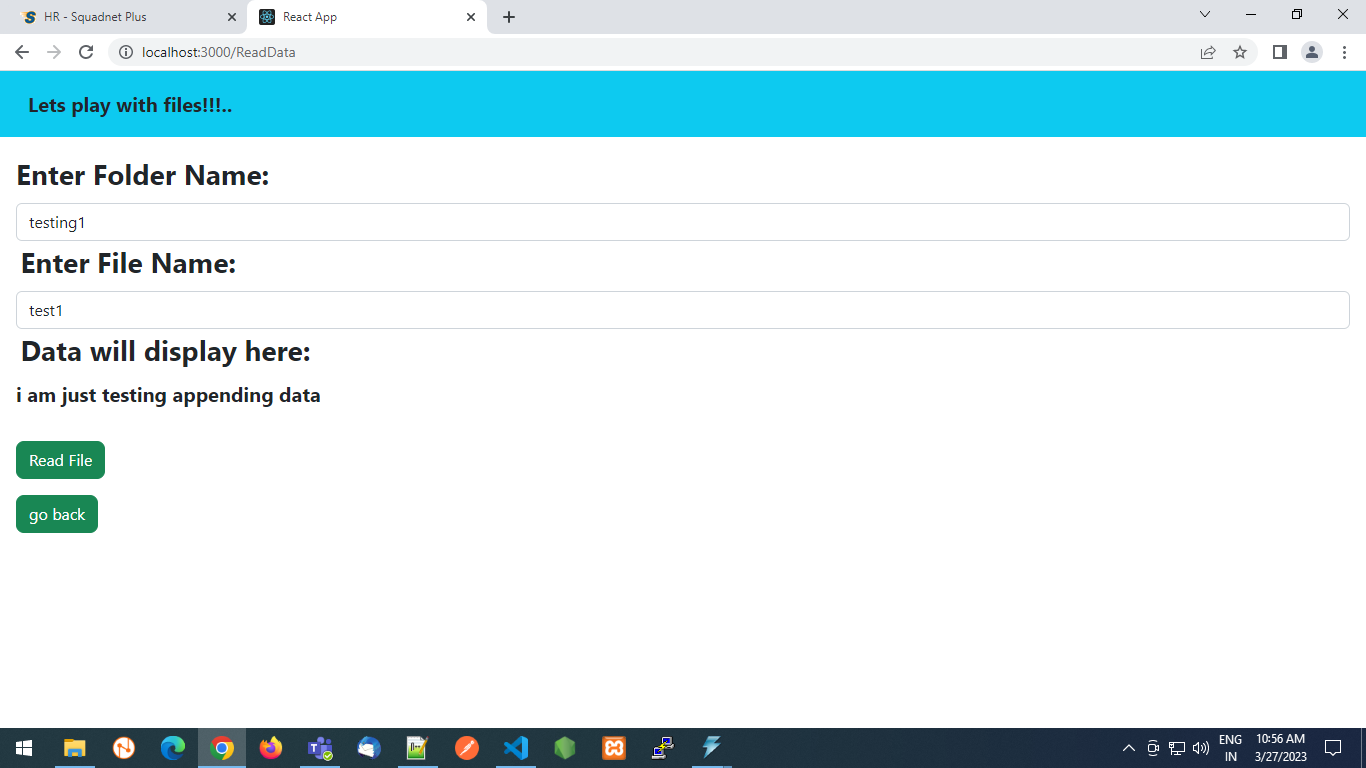 HR - Squadnet Plus
React App
localhost:3000/ReadData
Lets play with files!!!..
Enter Folder Name:
testing1
Enter File Name:
test1
Data will display here:
i am just testing appending data
Read File
go back
ENG
IN
10:56 AM
3/27/2023